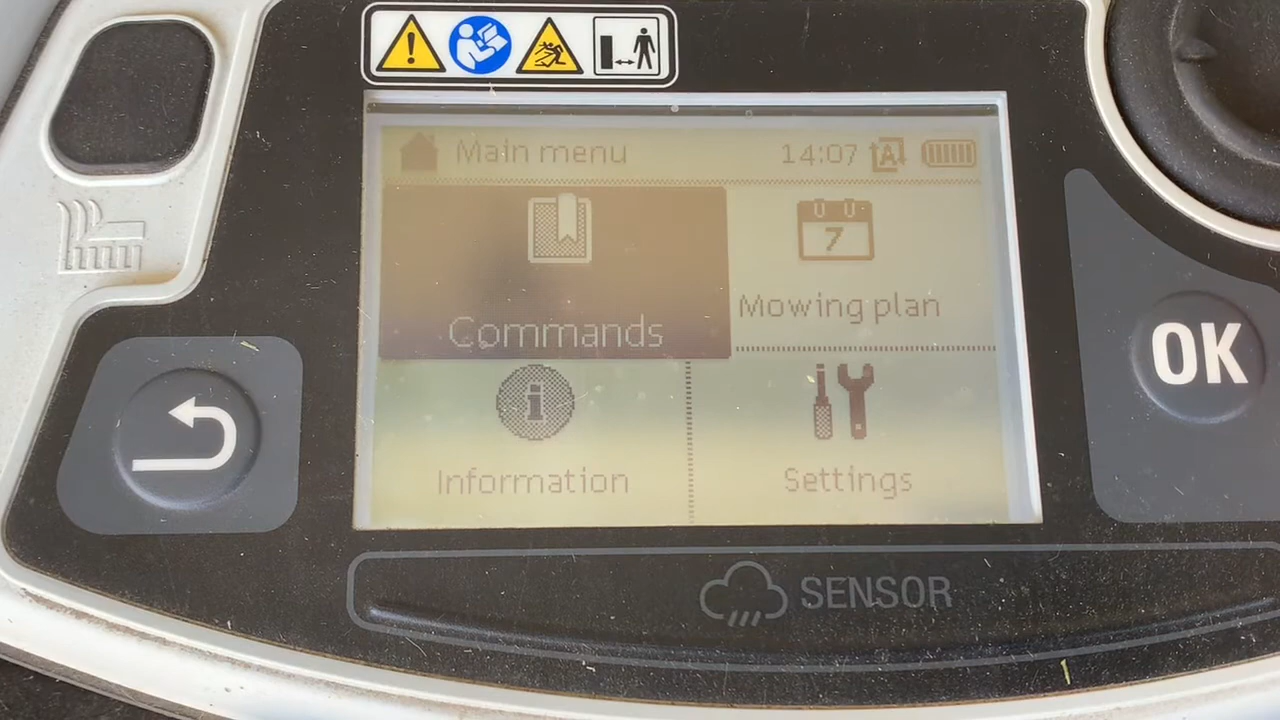 Main menu 14:07 A
Commands
7
Mowing plan
i
Information
Settings
OK
SENSOR